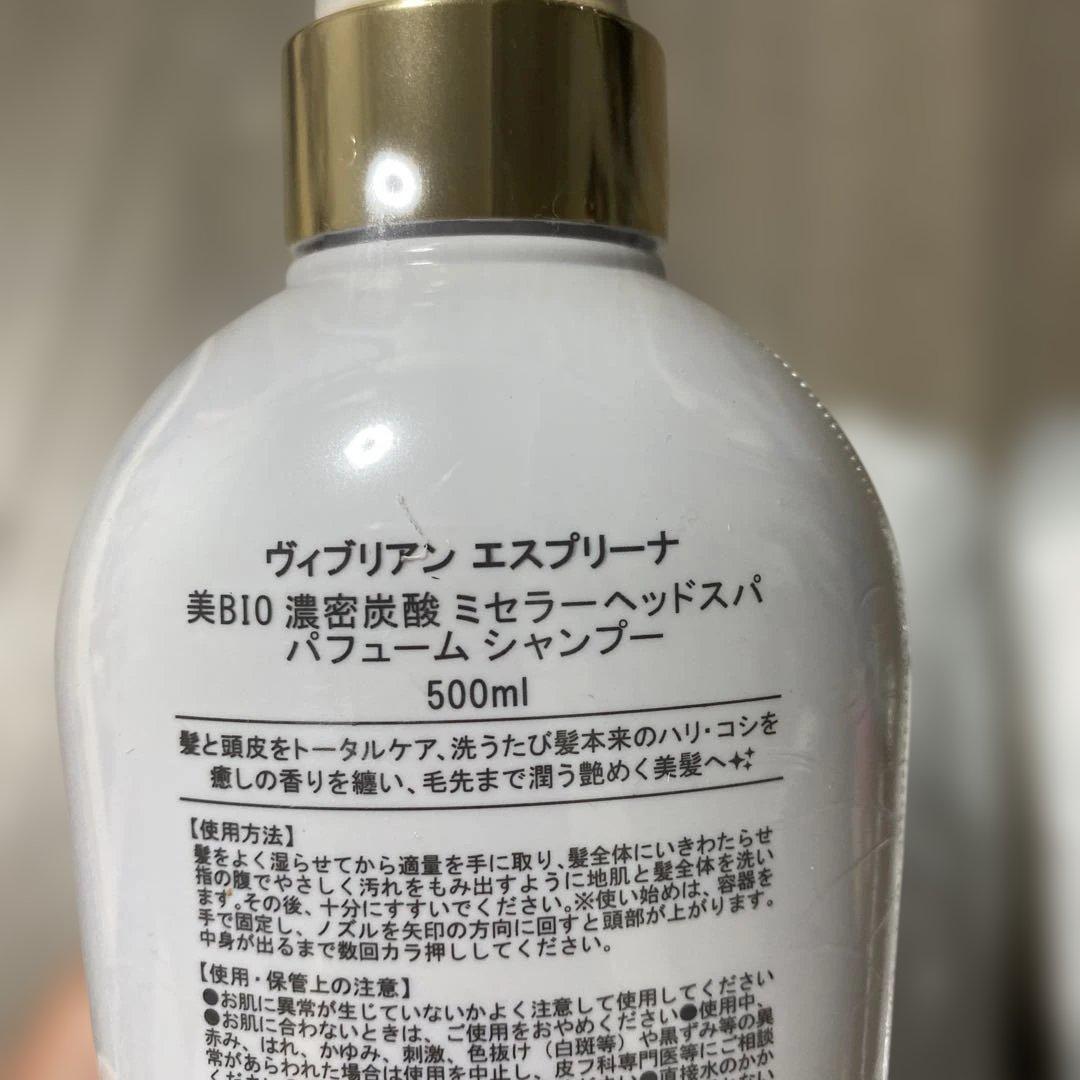 ヴィブリアン エスプリーナ
美BIO 濃密炭酸 ミセラーヘッドスパ
パフューム シャンプー
500ml
髪と頭皮をトータルケア、洗うたび髪本来のハリ・コシを
癒しの香りを纏い、毛先まで潤う艶めく美髪へ✨
【使用方法】
髪をよく湿らせてから適量を手に取り、髪全体にいきわたらせ
指の腹でやさしく汚れをもみ出すように地肌と髪全体を洗い
ます。その後、十分にすすいでください。※使い始めは、容器を
手で固定し、ノズルを矢印の方向に回すと頭部が上がります。
中身が出るまで数回カラ押ししてください。
【使用・保管上の注意】
●お肌に異常が生じていないかよく注意して使用してください
●お肌に合わないときは、ご使用をおやめください●使用中、
赤み、はれ、かゆみ、刺激、色抜け（白斑等）や黒ずみ等の異
常があらわれた場合は使用を中止し、皮フ科専門医等にご相談
●直接水のかか